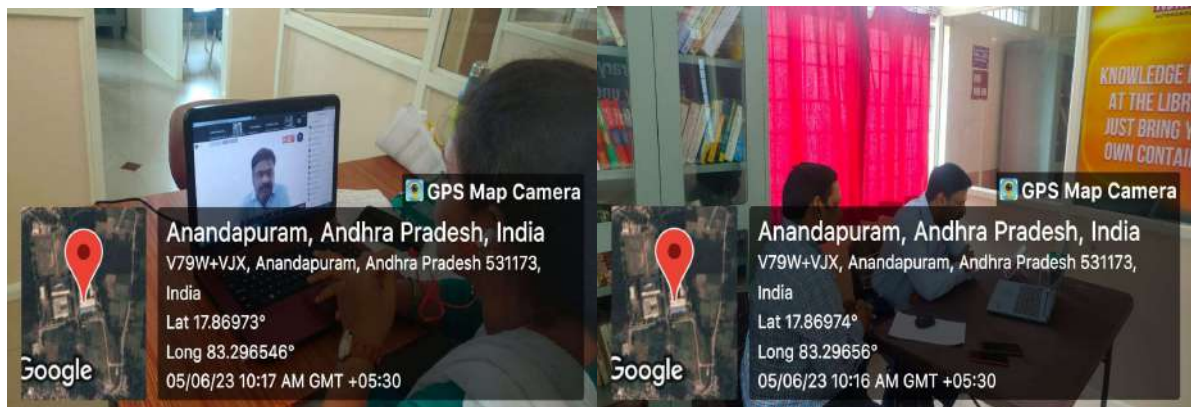 GPS Map Camera
Anandapuram, Andhra Pradesh, India
V79W+VJX, Anandapuram, Andhra Pradesh 531173,
India
Lat 17.86973°
Long 83.296546°
05/06/23 10:17 AM GMT +05:30
Google
KNOWLEDGE
AT THE LIBR
JUST BRING Y
OWN CONTAI
GPS Map Camera
Anandapuram, Andhra Pradesh, India
V79W+VJX, Anandapuram, Andhra Pradesh 531173,
India
Lat 17.86974°
Long 83.29656°
05/06/23 10:16 AM GMT +05:30
Google